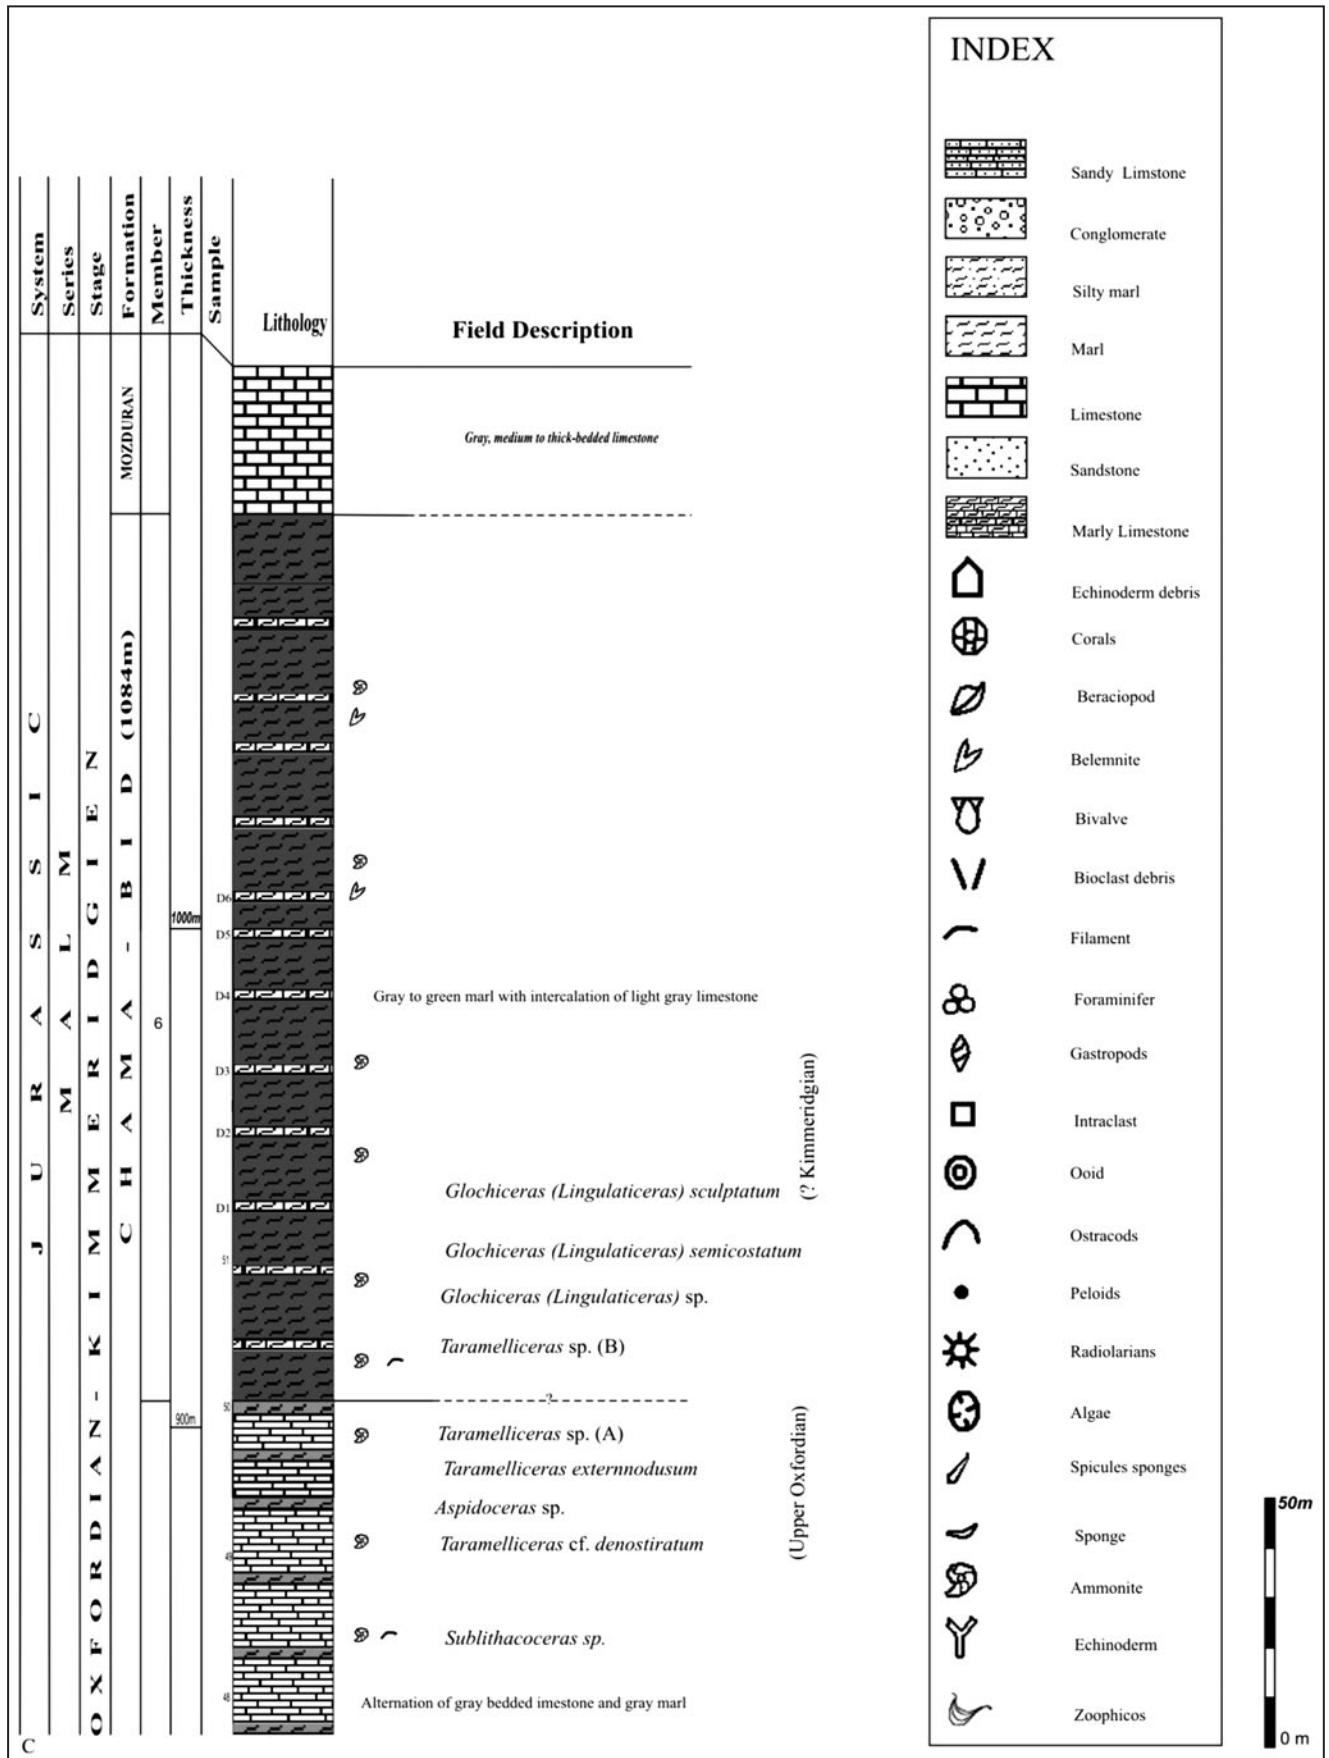 System
Series
Stage
Formation
Member
Thickness
Sample
Lithology
Field Description
JURASSIC
MALM
OXFORDIAN-KIMMERIDGIEN
MOZDURAN
CHAMA-BID (1084m)
6
1000m
900m
D6
D5
D4
D3
D2
D1
51
50
49
48
Gray, medium to thick-bedded limestone
Gray to green marl with intercalation of light gray limestone
Glochiceras (Lingulaticeras) sculptatum
Glochiceras (Lingulaticeras) semicostatum
Glochiceras (Lingulaticeras) sp.
Taramelliceras sp. (B)
(? Kimmeridgian)
?
Taramelliceras sp. (A)
Taramelliceras externnodusum
Aspidoceras sp.
Taramelliceras cf. denostiratum
Sublithacoceras sp.
(Upper Oxfordian)
Alternation of gray bedded imestone and gray marl
C
INDEX
Sandy Limstone
Conglomerate
Silty marl
Marl
Limestone
Sandstone
Marly Limestone
Echinoderm debris
Corals
Beraciopod
Belemnite
Bivalve
Bioclast debris
Filament
Foraminifer
Gastropods
Intraclast
Ooid
Ostracods
Peloids
Radiolarians
Algae
Spicules sponges
Sponge
Ammonite
Echinoderm
Zoophicos
50m
0 m